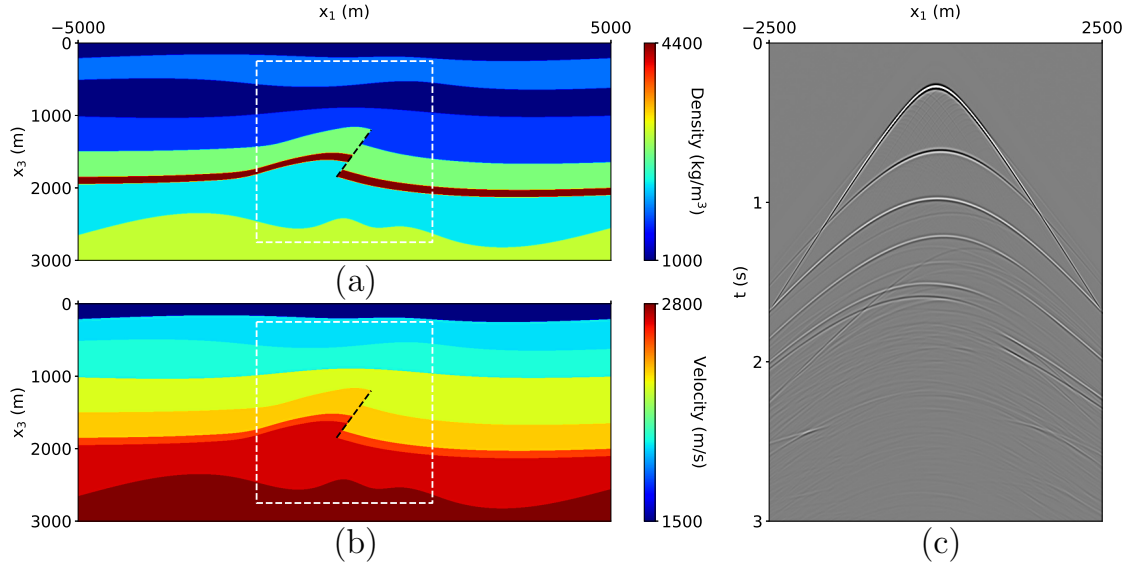 x₁ (m)
−5000 5000
0
1000
2000
3000
x₃ (m)
4400
1000
Density (kg/m³)
(a)
0
1000
2000
3000
x₃ (m)
2800
1500
Velocity (m/s)
(b)
x₁ (m)
−2500 2500
0
1
2
3
t (s)
(c)